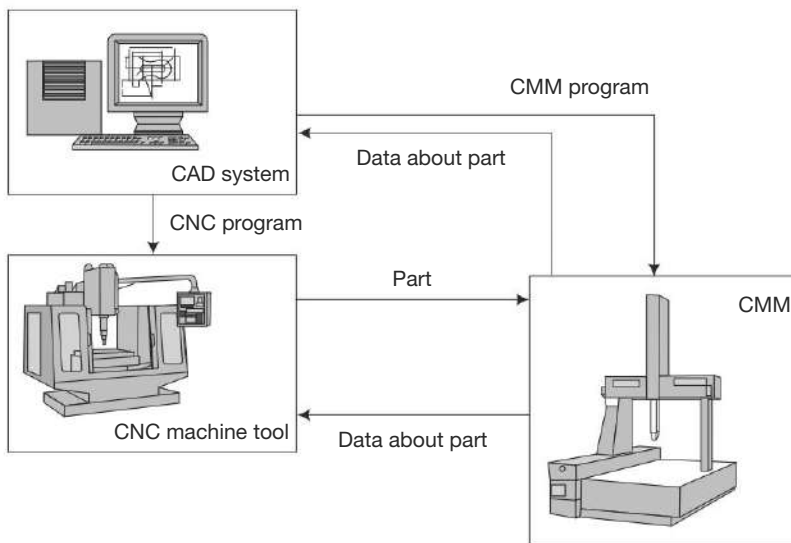 CMM program
Data about part
CAD system
CNC program
Part
CMM
CNC machine tool
Data about part